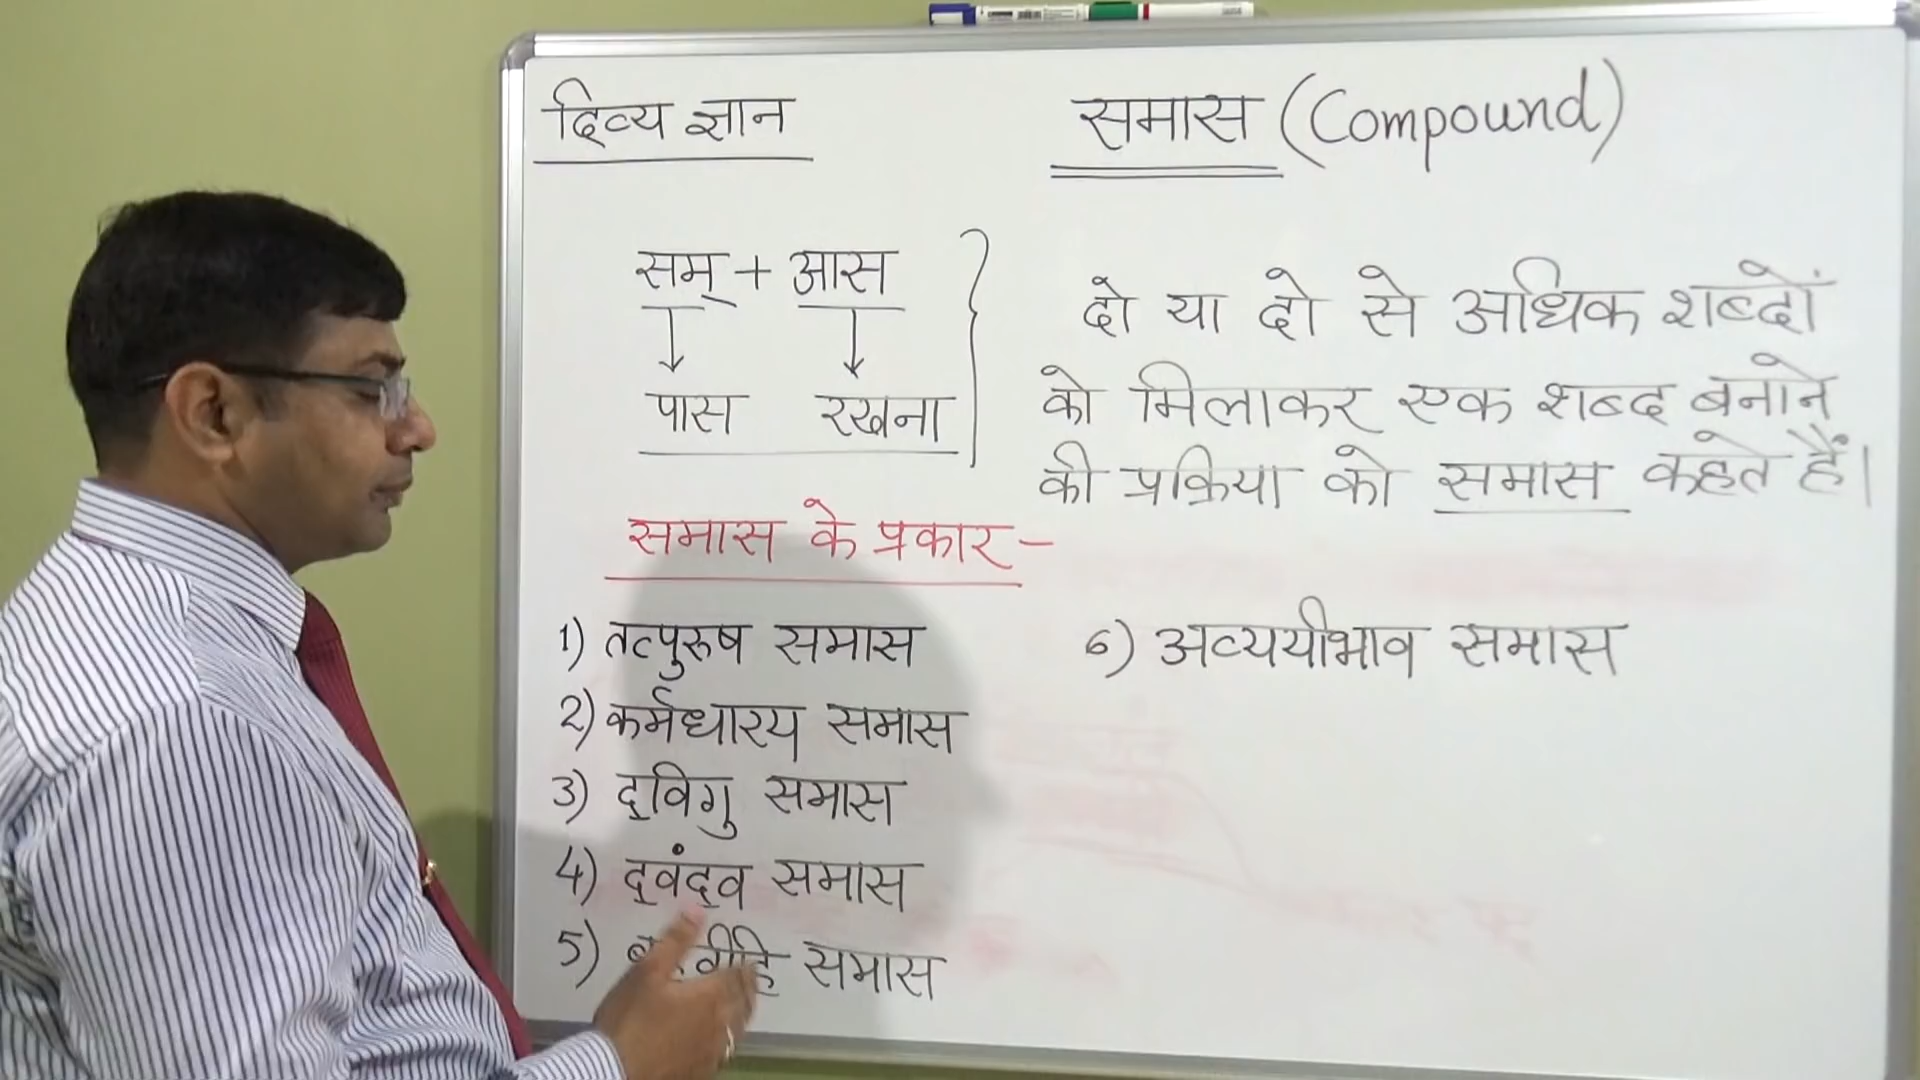 दिव्य ज्ञान
समास (Compound)
सम् + आस
पास रखना
दो या दो से अधिक शब्दों
को मिलाकर एक शब्द बनाने
की प्रक्रिया को समास कहते हैं।
समास के प्रकार -
1) तत्पुरुष समास
2) कर्मधारय समास
3) द्‌विगु समास
4) द्‌वंद्‌व समास
5) समास
6) अव्ययीभाव समास